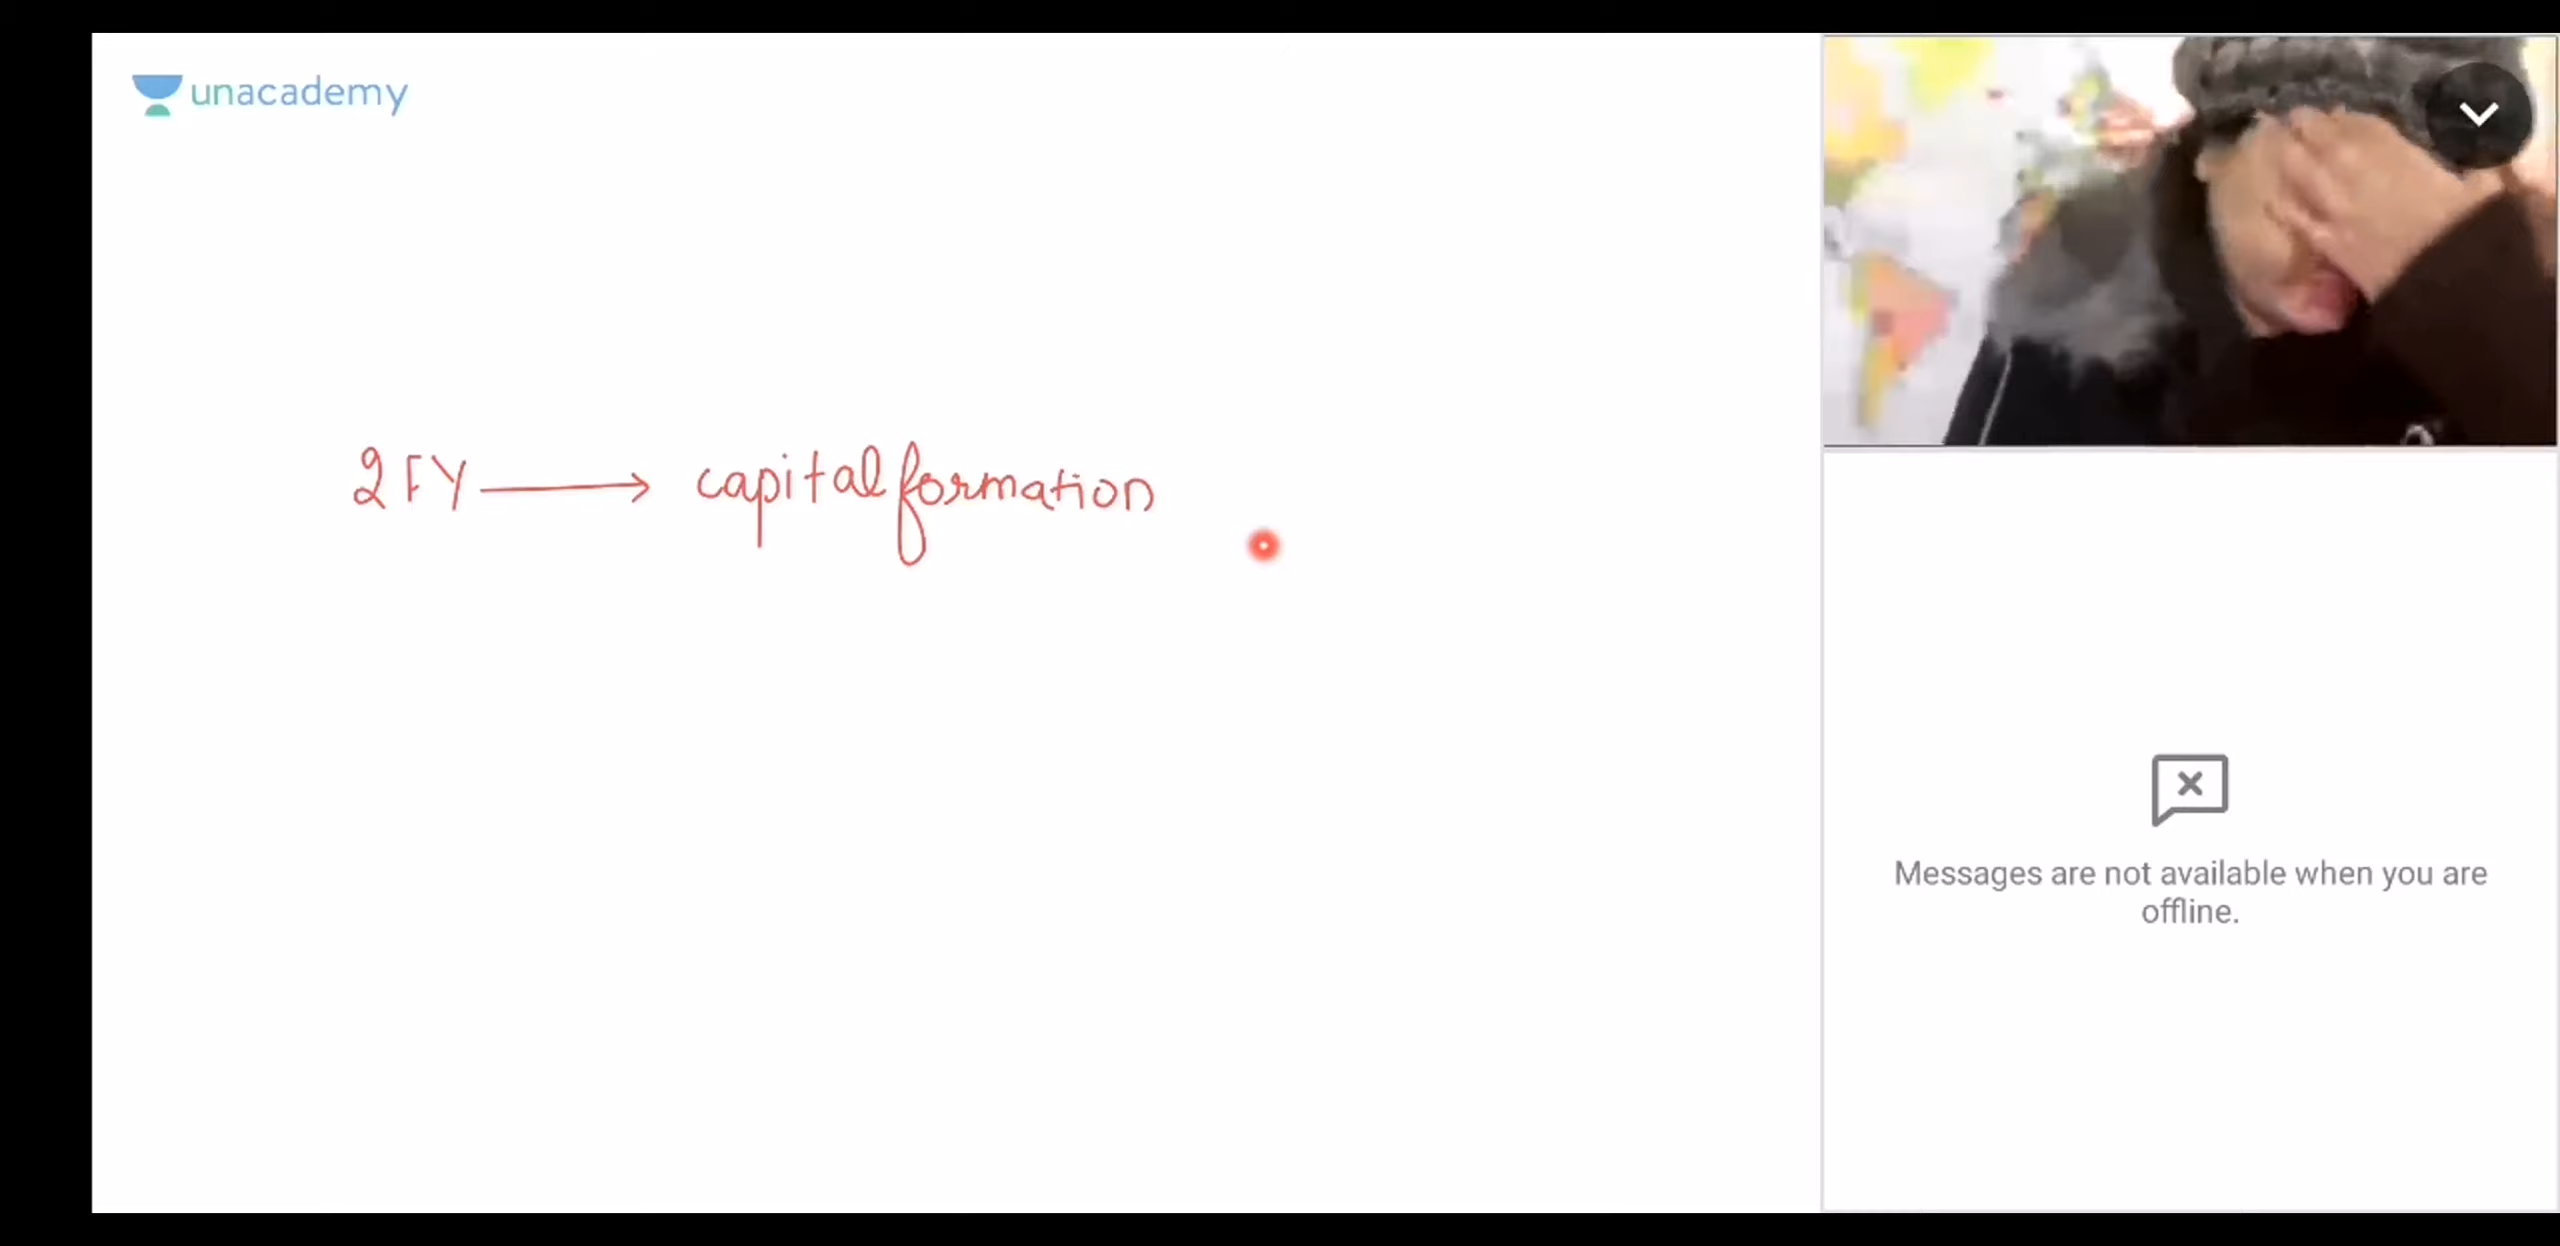 unacademy
2FY → capital formation
Messages are not available when you are
offline.